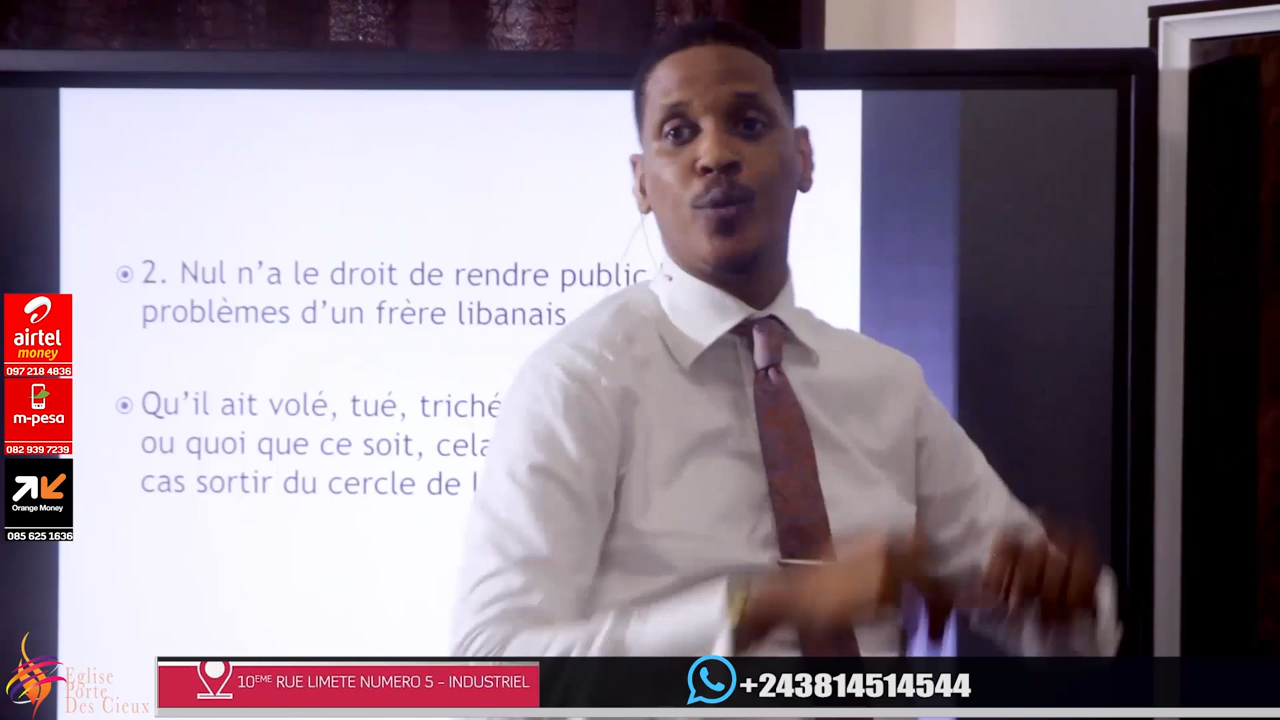 2. Nul n'a le droit de rendre public
problèmes d'un frère libanais
Qu'il ait volé, tué, triché
ou quoi que ce soit,
cas sortir du cercle de
airtel
money
097 218 4836
m-pesa
082 939 7239
Orange Money
085 625 1636
Eglise
Porte
Des Cieux
10EME RUE LIMETE NUMERO 5 - INDUSTRIEL
+243814514544